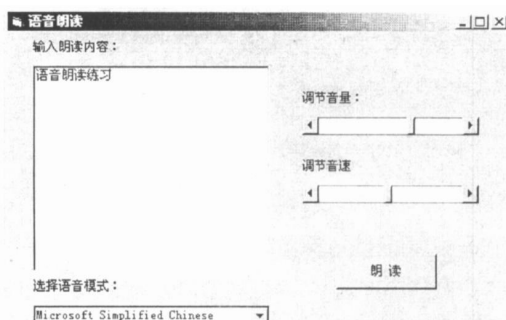 语音朗读
输入朗读内容：
语音朗读练习
调节音量：
调节音速
朗 读
选择语音模式：
Microsoft Simplified Chinese